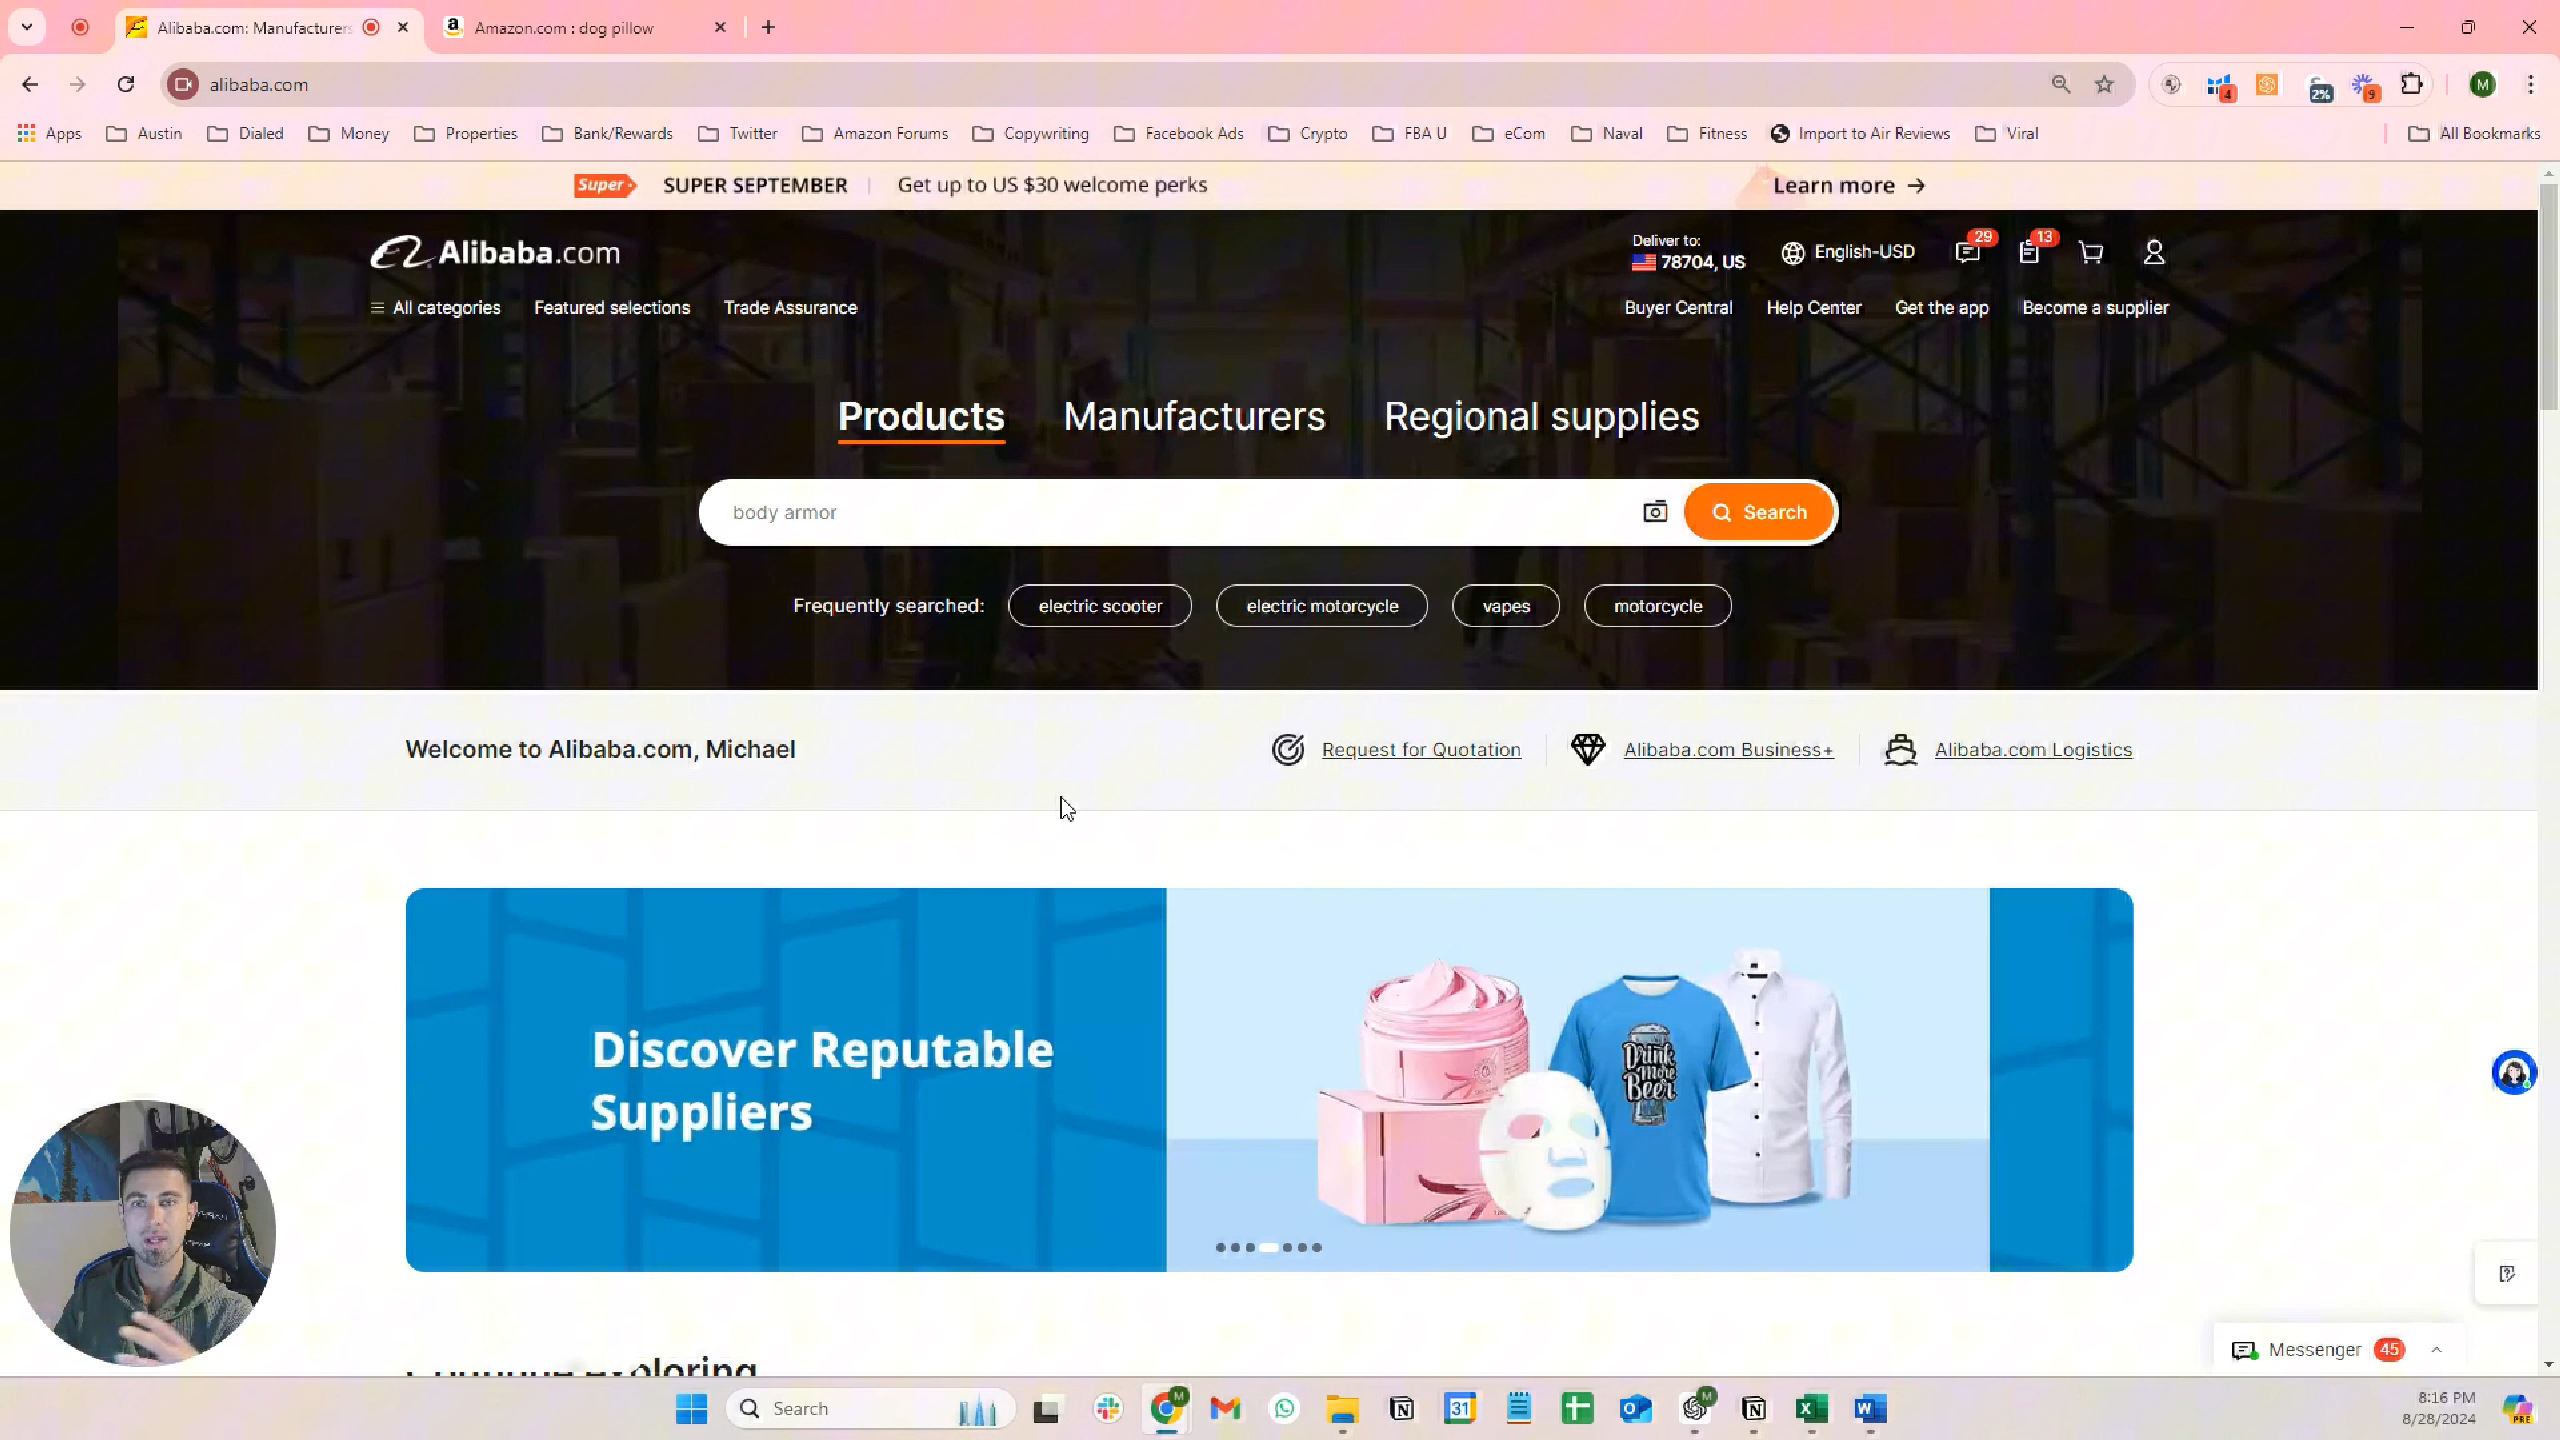 Alibaba.com: Manufacturers
Amazon.com : dog pillow
alibaba.com
4
2%
9
M
Apps
Austin
Dialed
Money
Properties
Bank/Rewards
Twitter
Amazon Forums
Copywriting
Facebook Ads
Crypto
FBA U
eCom
Naval
Fitness
Import to Air Reviews
Viral
All Bookmarks
Super
SUPER SEPTEMBER | Get up to US $30 welcome perks
Learn more →
Alibaba.com
Deliver to:
78704, US
English-USD
29
13
All categories
Featured selections
Trade Assurance
Buyer Central
Help Center
Get the app
Become a supplier
Products
Manufacturers
Regional supplies
body armor
Search
Frequently searched:
electric scooter
electric motorcycle
vapes
motorcycle
Welcome to Alibaba.com, Michael
Request for Quotation
Alibaba.com Business+
Alibaba.com Logistics
Discover Reputable
Suppliers
Drink
more
Beer
Messenger 45
Search
M
31
M
8:16 PM
8/28/2024
PRE